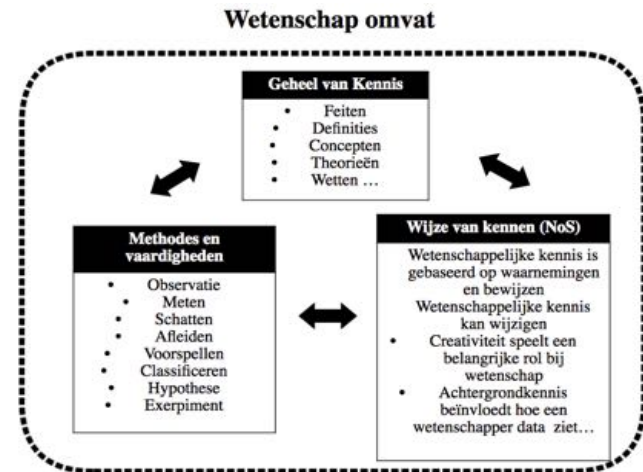 Wetenschap omvat
Geheel van Kennis
• Feiten
• Definities
• Concepten
• Theorieën
• Wetten …
Methodes en
vaardigheden
• Observatie
• Meten
• Schatten
• Afleiden
• Voorspellen
• Classificeren
• Hypothese
• Exerpiment
Wijze van kennen (NoS)
Wetenschappelijke kennis is
gebaseerd op waarnemingen
en bewijzen
Wetenschappelijke kennis
kan wijzigen
• Creativiteit speelt een
belangrijke rol bij
wetenschap
• Achtergrondkennis
beïnvloedt hoe een
wetenschapper data ziet…